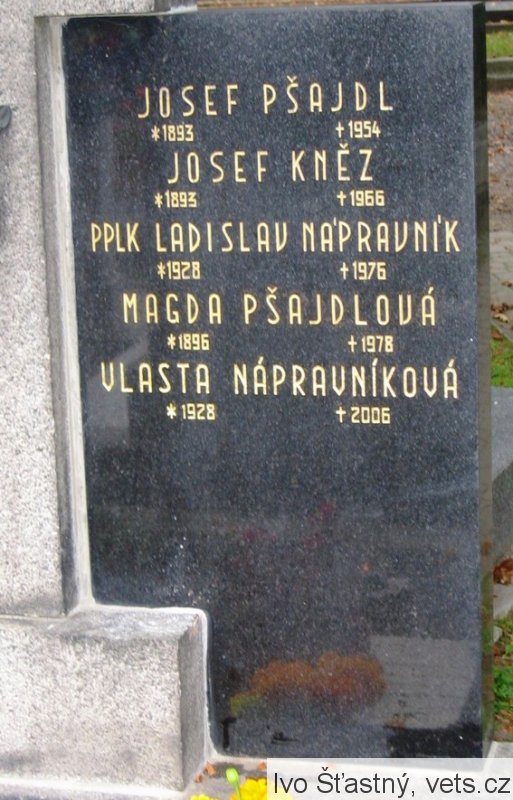 JOSEF PŠAJDL
*1893 †1954
JOSEF KNĚZ
*1893 †1966
PPLK LADISLAV NÁPRAVNÍK
*1928 †1976
MAGDA PŠAJDLOVÁ
*1896 †1978
VLASTA NÁPRAVNÍKOVÁ
*1928 †2006
Ivo Šťastný, vets.cz